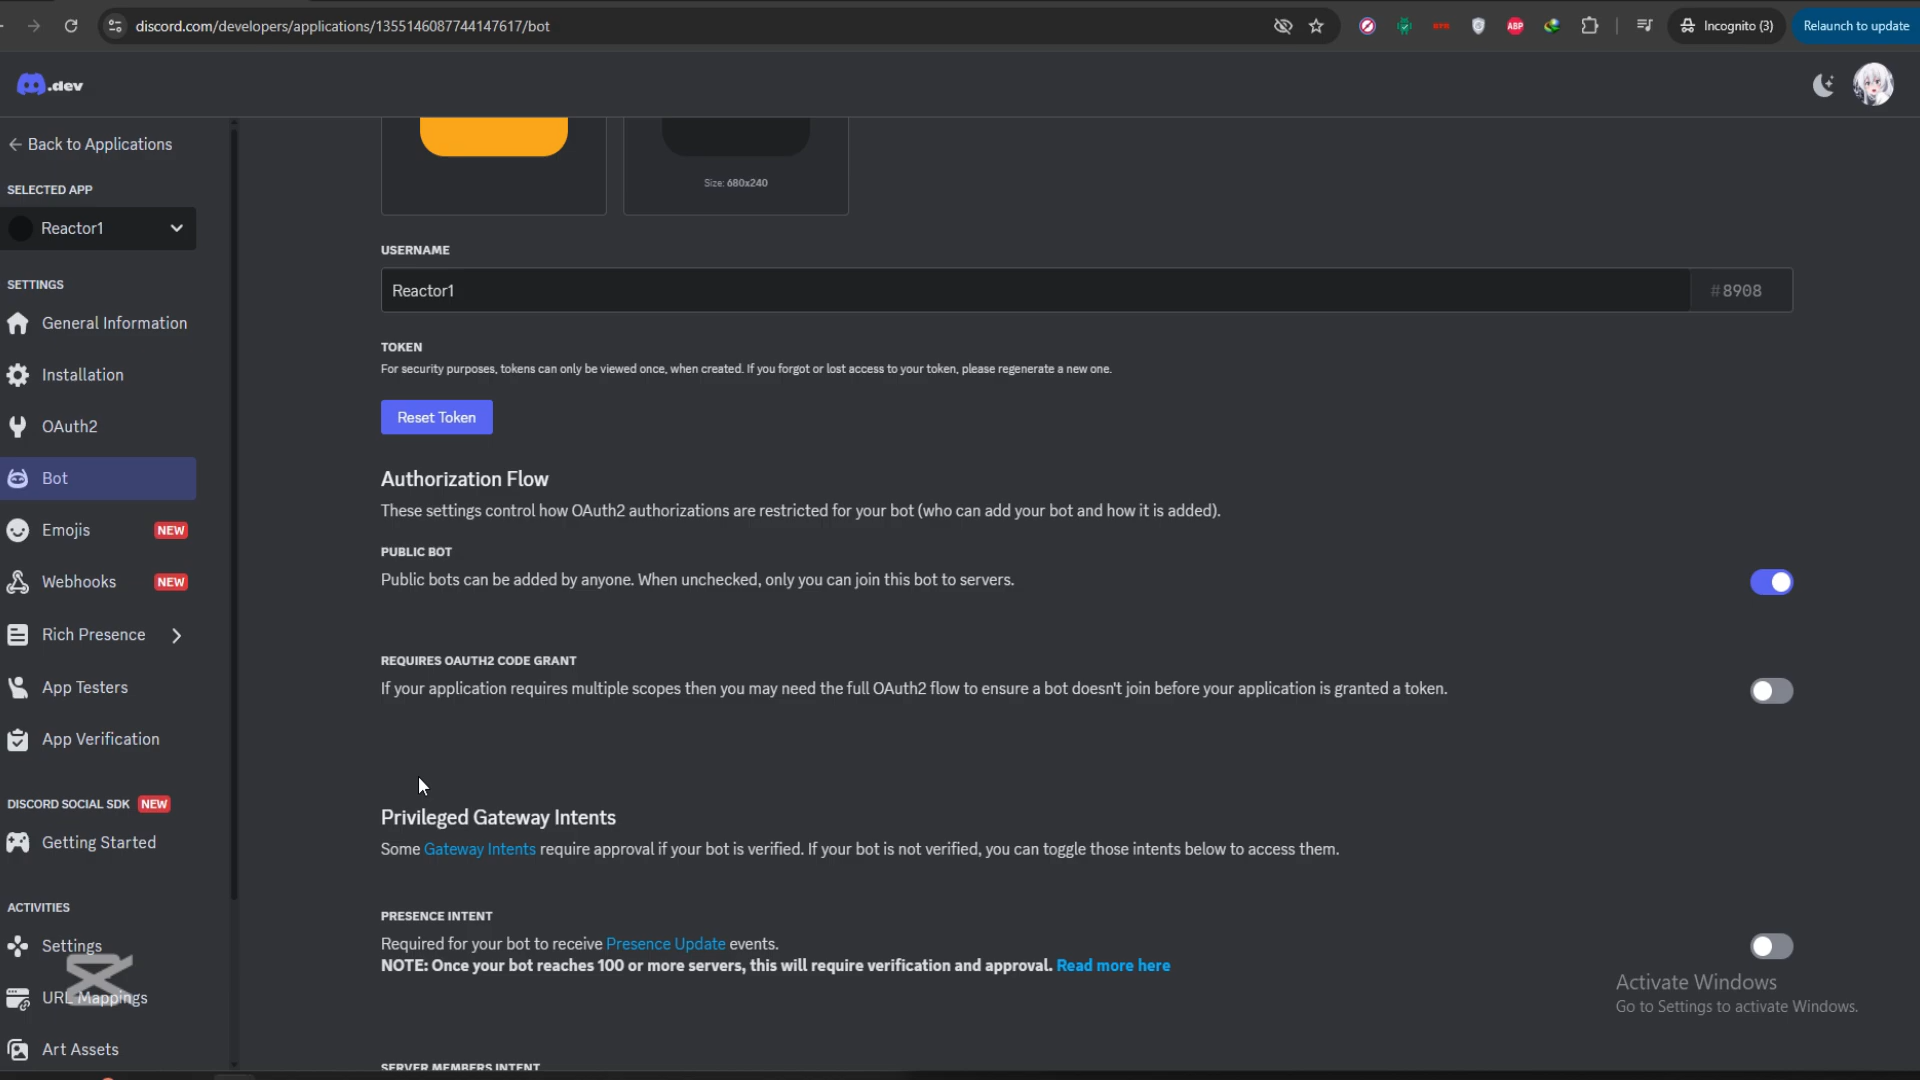 discord.com/developers/applications/1355146087744147617/bot
ABP
Incognito (3)
Relaunch to update
.dev
Back to Applications
SELECTED APP
Reactor1
SETTINGS
General Information
Installation
OAuth2
Bot
Emojis NEW
Webhooks NEW
Rich Presence
App Testers
App Verification
DISCORD SOCIAL SDK NEW
Getting Started
ACTIVITIES
Settings
URL Mappings
Art Assets
Size: 680x240
USERNAME
Reactor1
#8908
TOKEN
For security purposes, tokens can only be viewed once, when created. If you forgot or lost access to your token, please regenerate a new one.
Reset Token
Authorization Flow
These settings control how OAuth2 authorizations are restricted for your bot (who can add your bot and how it is added).
PUBLIC BOT
Public bots can be added by anyone. When unchecked, only you can join this bot to servers.
REQUIRES OAUTH2 CODE GRANT
If your application requires multiple scopes then you may need the full OAuth2 flow to ensure a bot doesn't join before your application is granted a token.
Privileged Gateway Intents
Some Gateway Intents require approval if your bot is verified. If your bot is not verified, you can toggle those intents below to access them.
PRESENCE INTENT
Required for your bot to receive Presence Update events.
NOTE: Once your bot reaches 100 or more servers, this will require verification and approval. Read more here
SERVER MEMBERS INTENT
Activate Windows
Go to Settings to activate Windows.